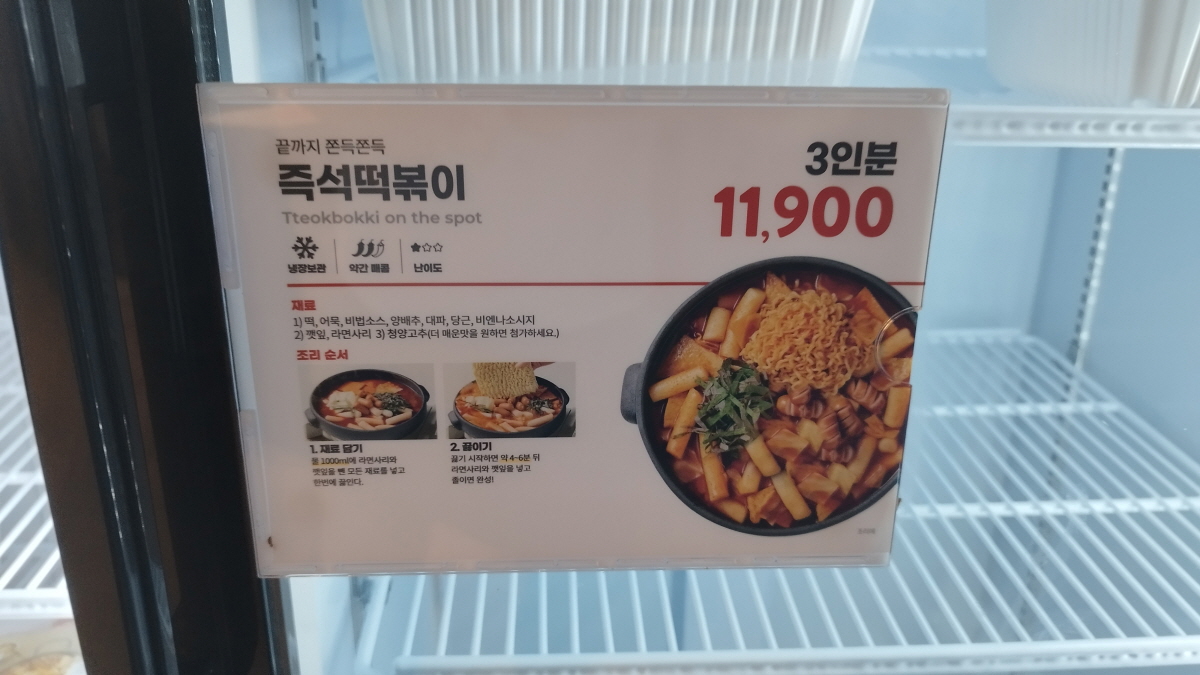 끝까지 쫀득쫀득
즉석떡볶이
Tteokbokki on the spot
냉장보관
약간 매콤
난이도
3인분
11,900
재료
1) 떡, 어묵, 비법소스, 양배추, 대파, 당근, 비엔나소시지
2) 깻잎, 라면사리 3) 청양고추(더 매운맛을 원하면 첨가하세요.)
조리 순서
1. 재료 담기
물 1000ml에 라면사리와
깻잎을 뺀 모든 재료를 넣고
한번에 끓인다.
2. 끓이기
끓기 시작하면 약 4~6분 뒤
라면사리와 깻잎을 넣고
졸이면 완성!